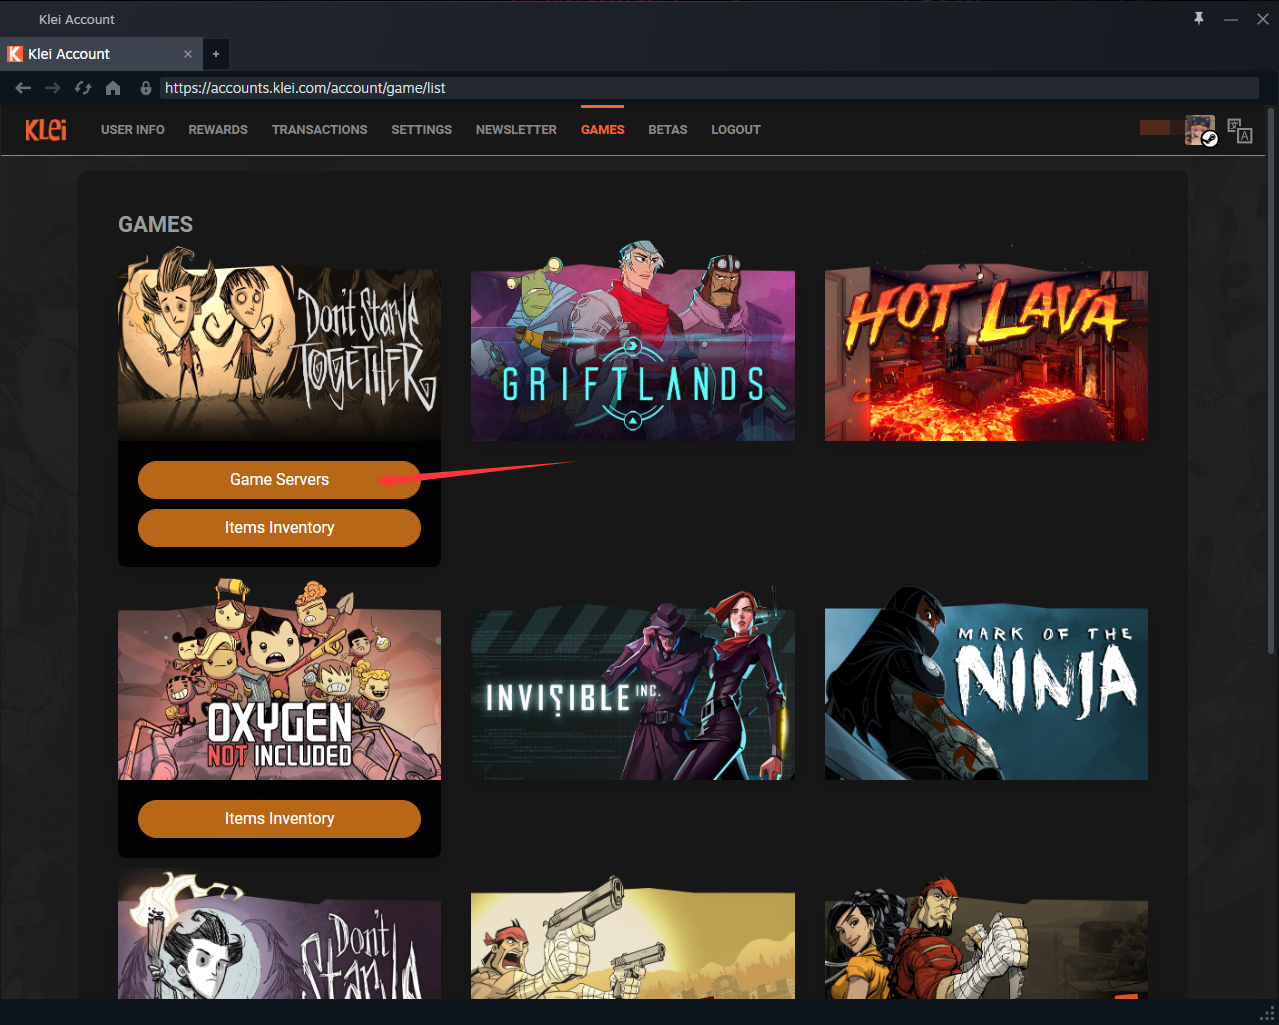 Klei Account
Klei Account
https://accounts.klei.com/account/game/list
KLei
USER INFO
REWARDS
TRANSACTIONS
SETTINGS
NEWSLETTER
GAMES
BETAS
LOGOUT
GAMES
Don't Starve
TOGETHER
GRIFTLANDS
HOT LAVA
Game Servers
Items Inventory
OXYGEN
NOT INCLUDED
INVISIBLE INC.
MARK OF THE
NINJA
Items Inventory
Don't
Starve